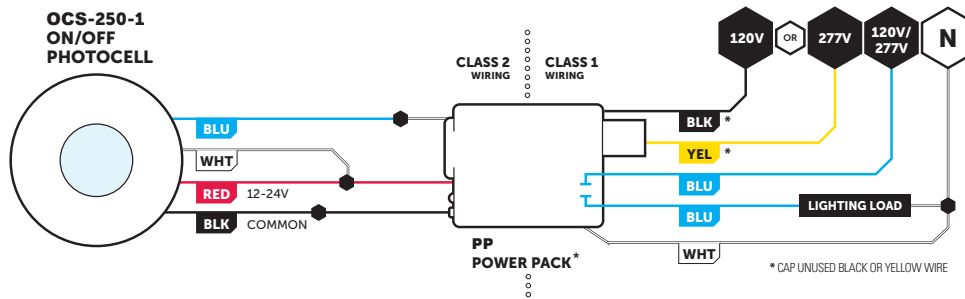 OCS-250-1
ON/OFF
PHOTOCELL
CLASS 2
WIRING
CLASS 1
WIRING
120V
OR
277V
120V/
277V
N
BLU
WHT
RED 12-24V
BLK COMMON
BLK *
YEL *
BLU
BLU
LIGHTING LOAD
WHT
PP
POWER PACK*
* CAP UNUSED BLACK OR YELLOW WIRE